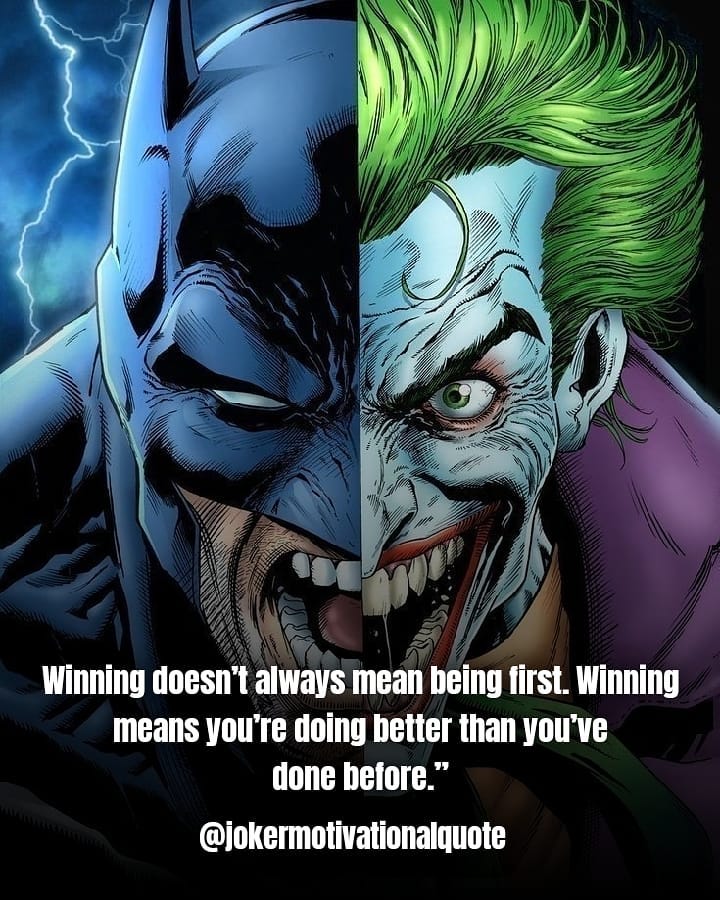 Winning doesn’t always mean being first. Winning
means you’re doing better than you’ve
done before.”
@jokermotivationalquote